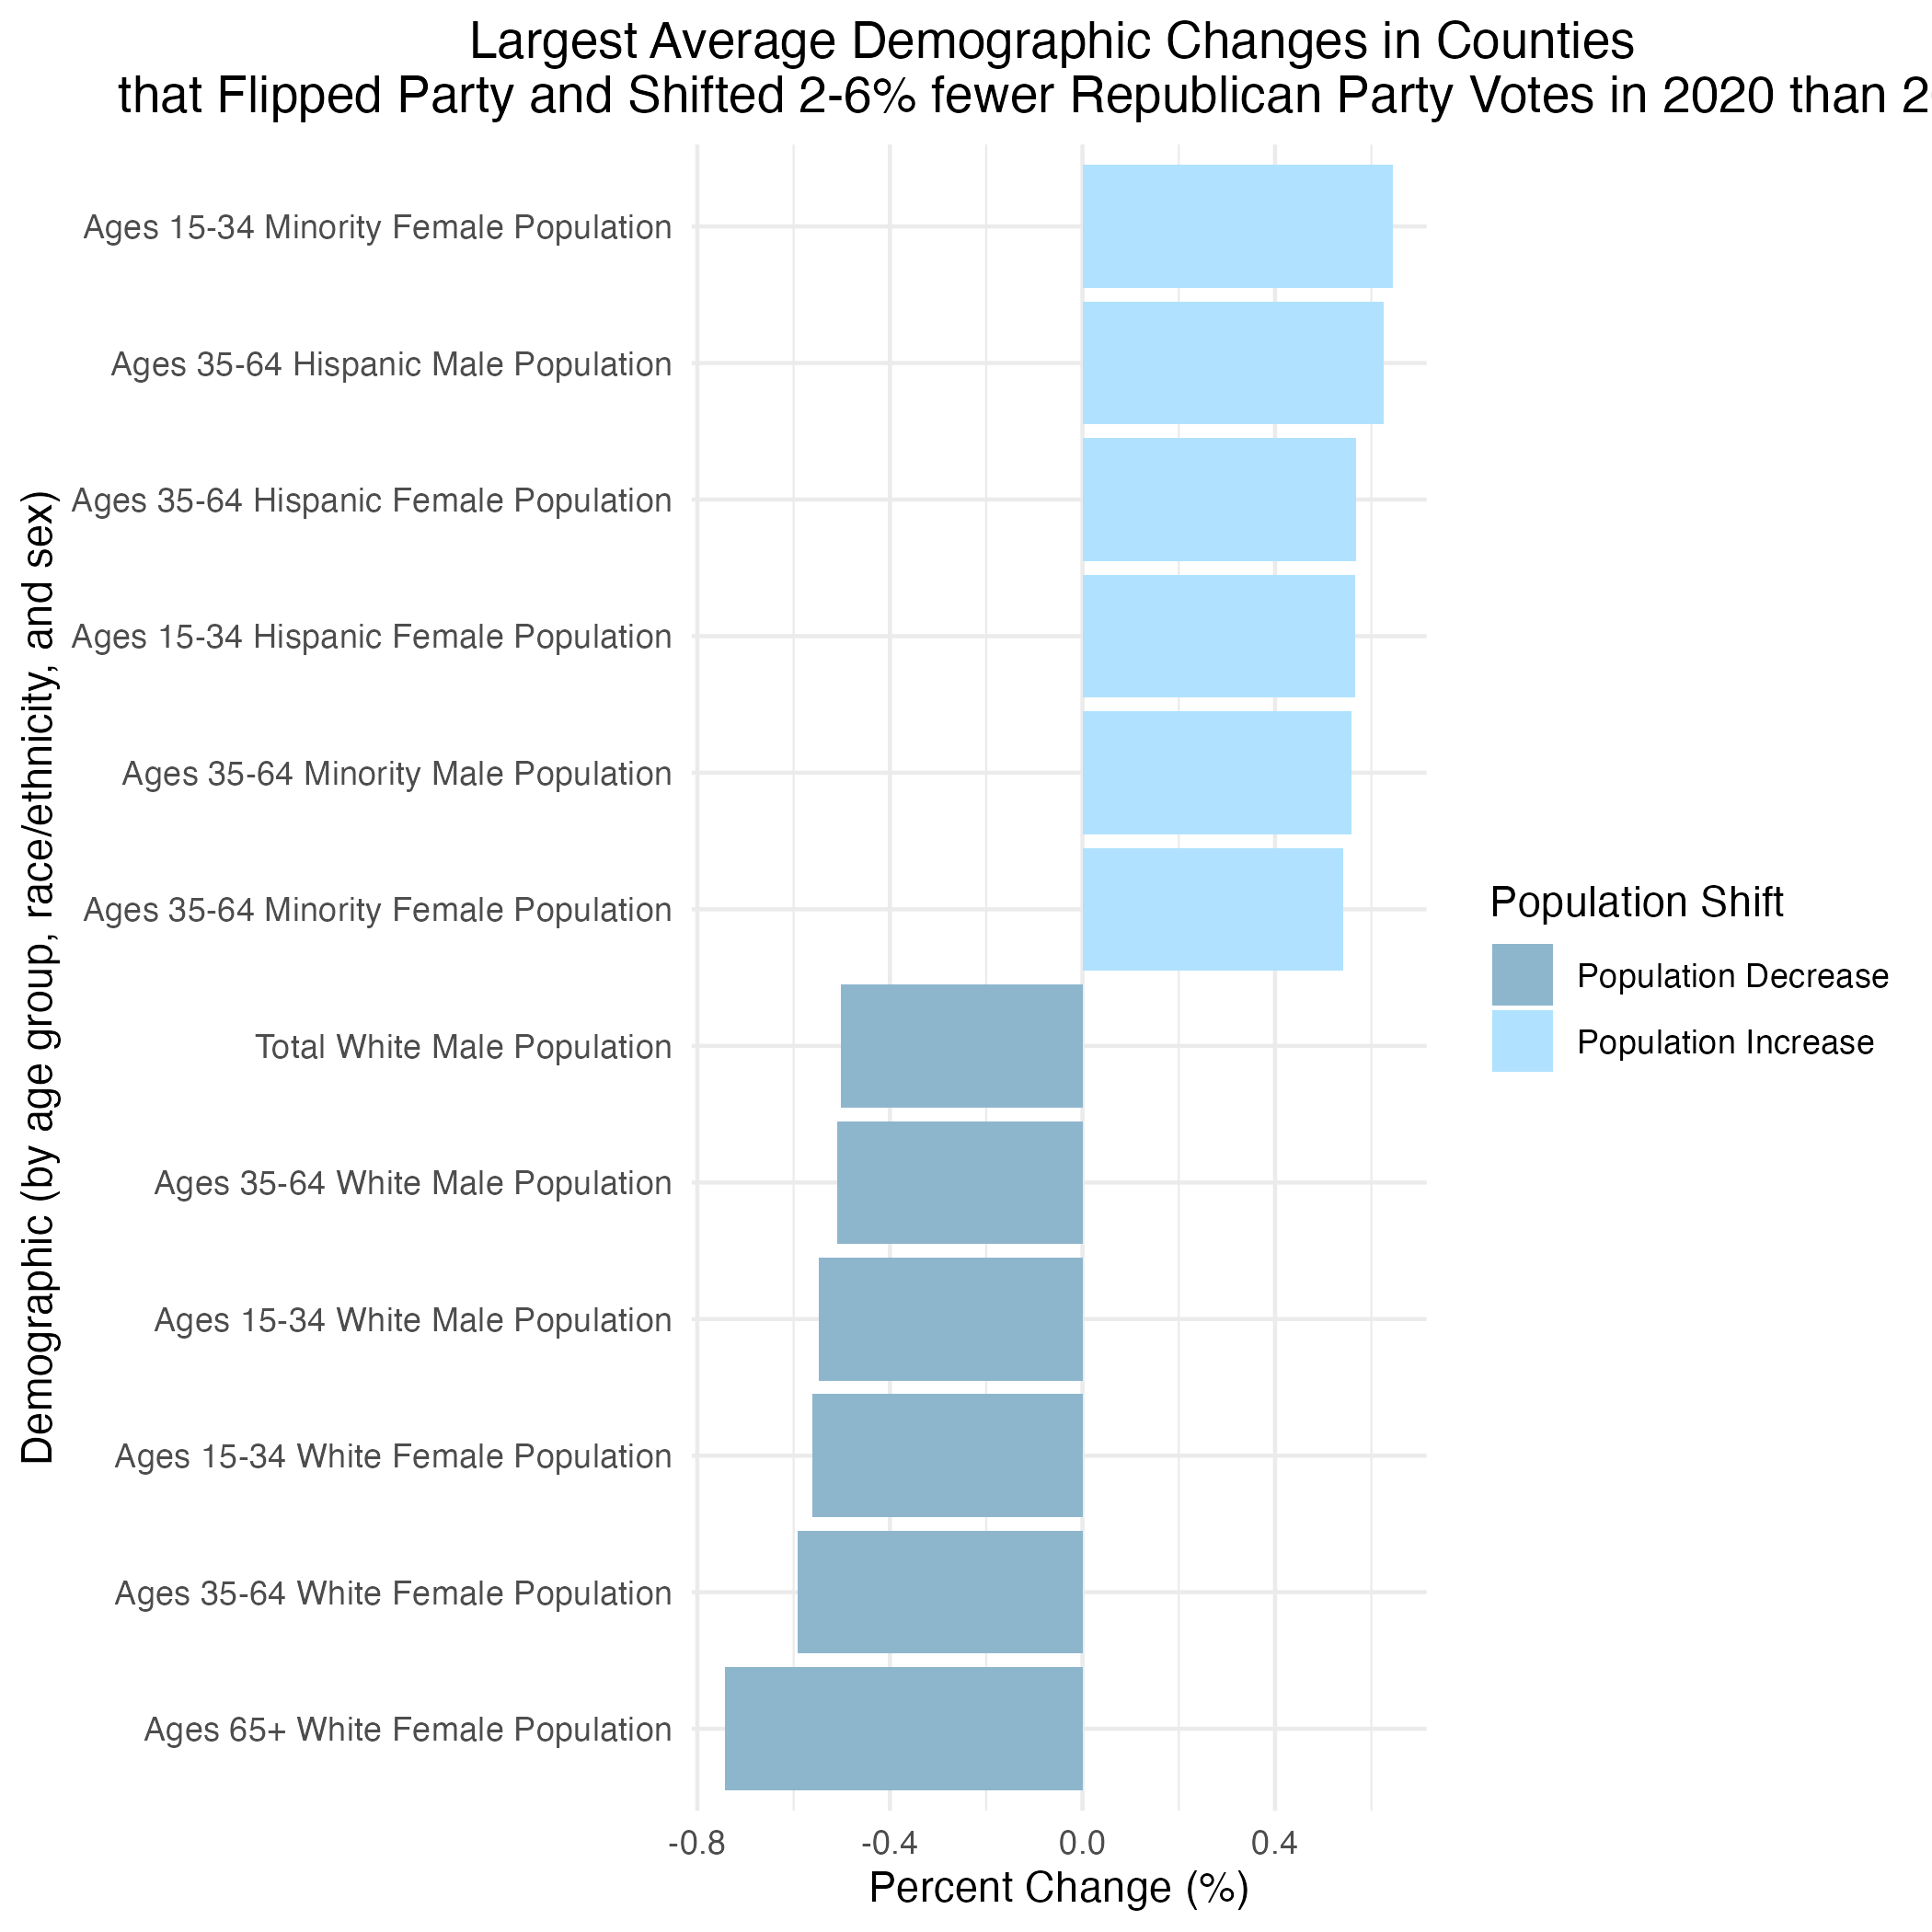 Largest Average Demographic Changes in Counties
that Flipped Party and Shifted 2-6% fewer Republican Party Votes in 2020 than 2
Demographic (by age group, race/ethnicity, and sex)
Ages 15-34 Minority Female Population
Ages 35-64 Hispanic Male Population
Ages 35-64 Hispanic Female Population
Ages 15-34 Hispanic Female Population
Ages 35-64 Minority Male Population
Ages 35-64 Minority Female Population
Total White Male Population
Ages 35-64 White Male Population
Ages 15-34 White Male Population
Ages 15-34 White Female Population
Ages 35-64 White Female Population
Ages 65+ White Female Population
-0.8 -0.4 0.0 0.4
Percent Change (%)
Population Shift
Population Decrease
Population Increase